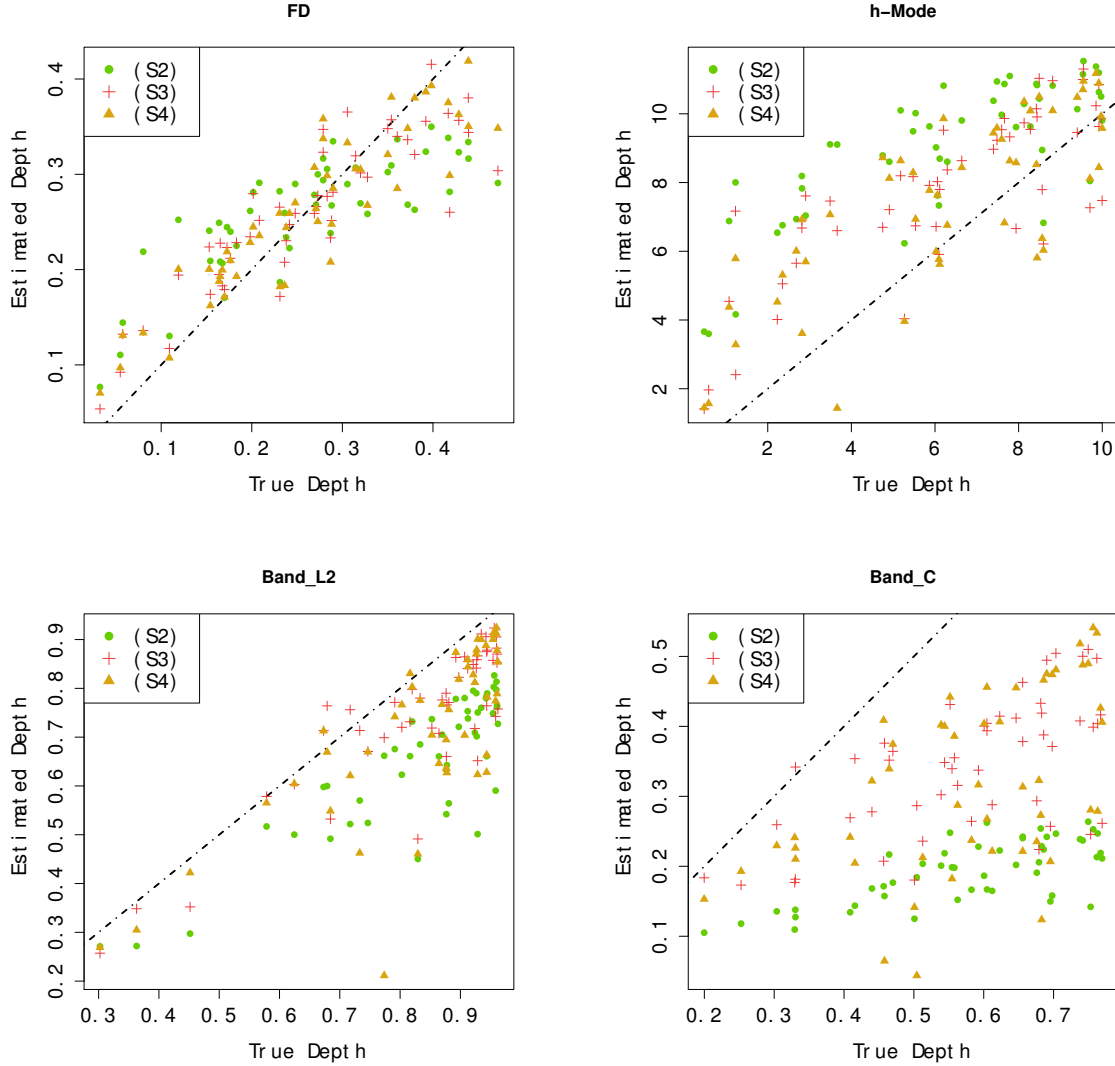 FD
(S2)
(S3)
(S4)
0.1 0.2 0.3 0.4
0.1 0.2 0.3 0.4
True Depth
Estimated Depth
h−Mode
(S2)
(S3)
(S4)
2 4 6 8 10
2 4 6 8 10
True Depth
Estimated Depth
Band_L2
(S2)
(S3)
(S4)
0.2 0.3 0.4 0.5 0.6 0.7 0.8 0.9
0.3 0.4 0.5 0.6 0.7 0.8 0.9
True Depth
Estimated Depth
Band_C
(S2)
(S3)
(S4)
0.1 0.2 0.3 0.4 0.5
0.2 0.3 0.4 0.5 0.6 0.7
True Depth
Estimated Depth